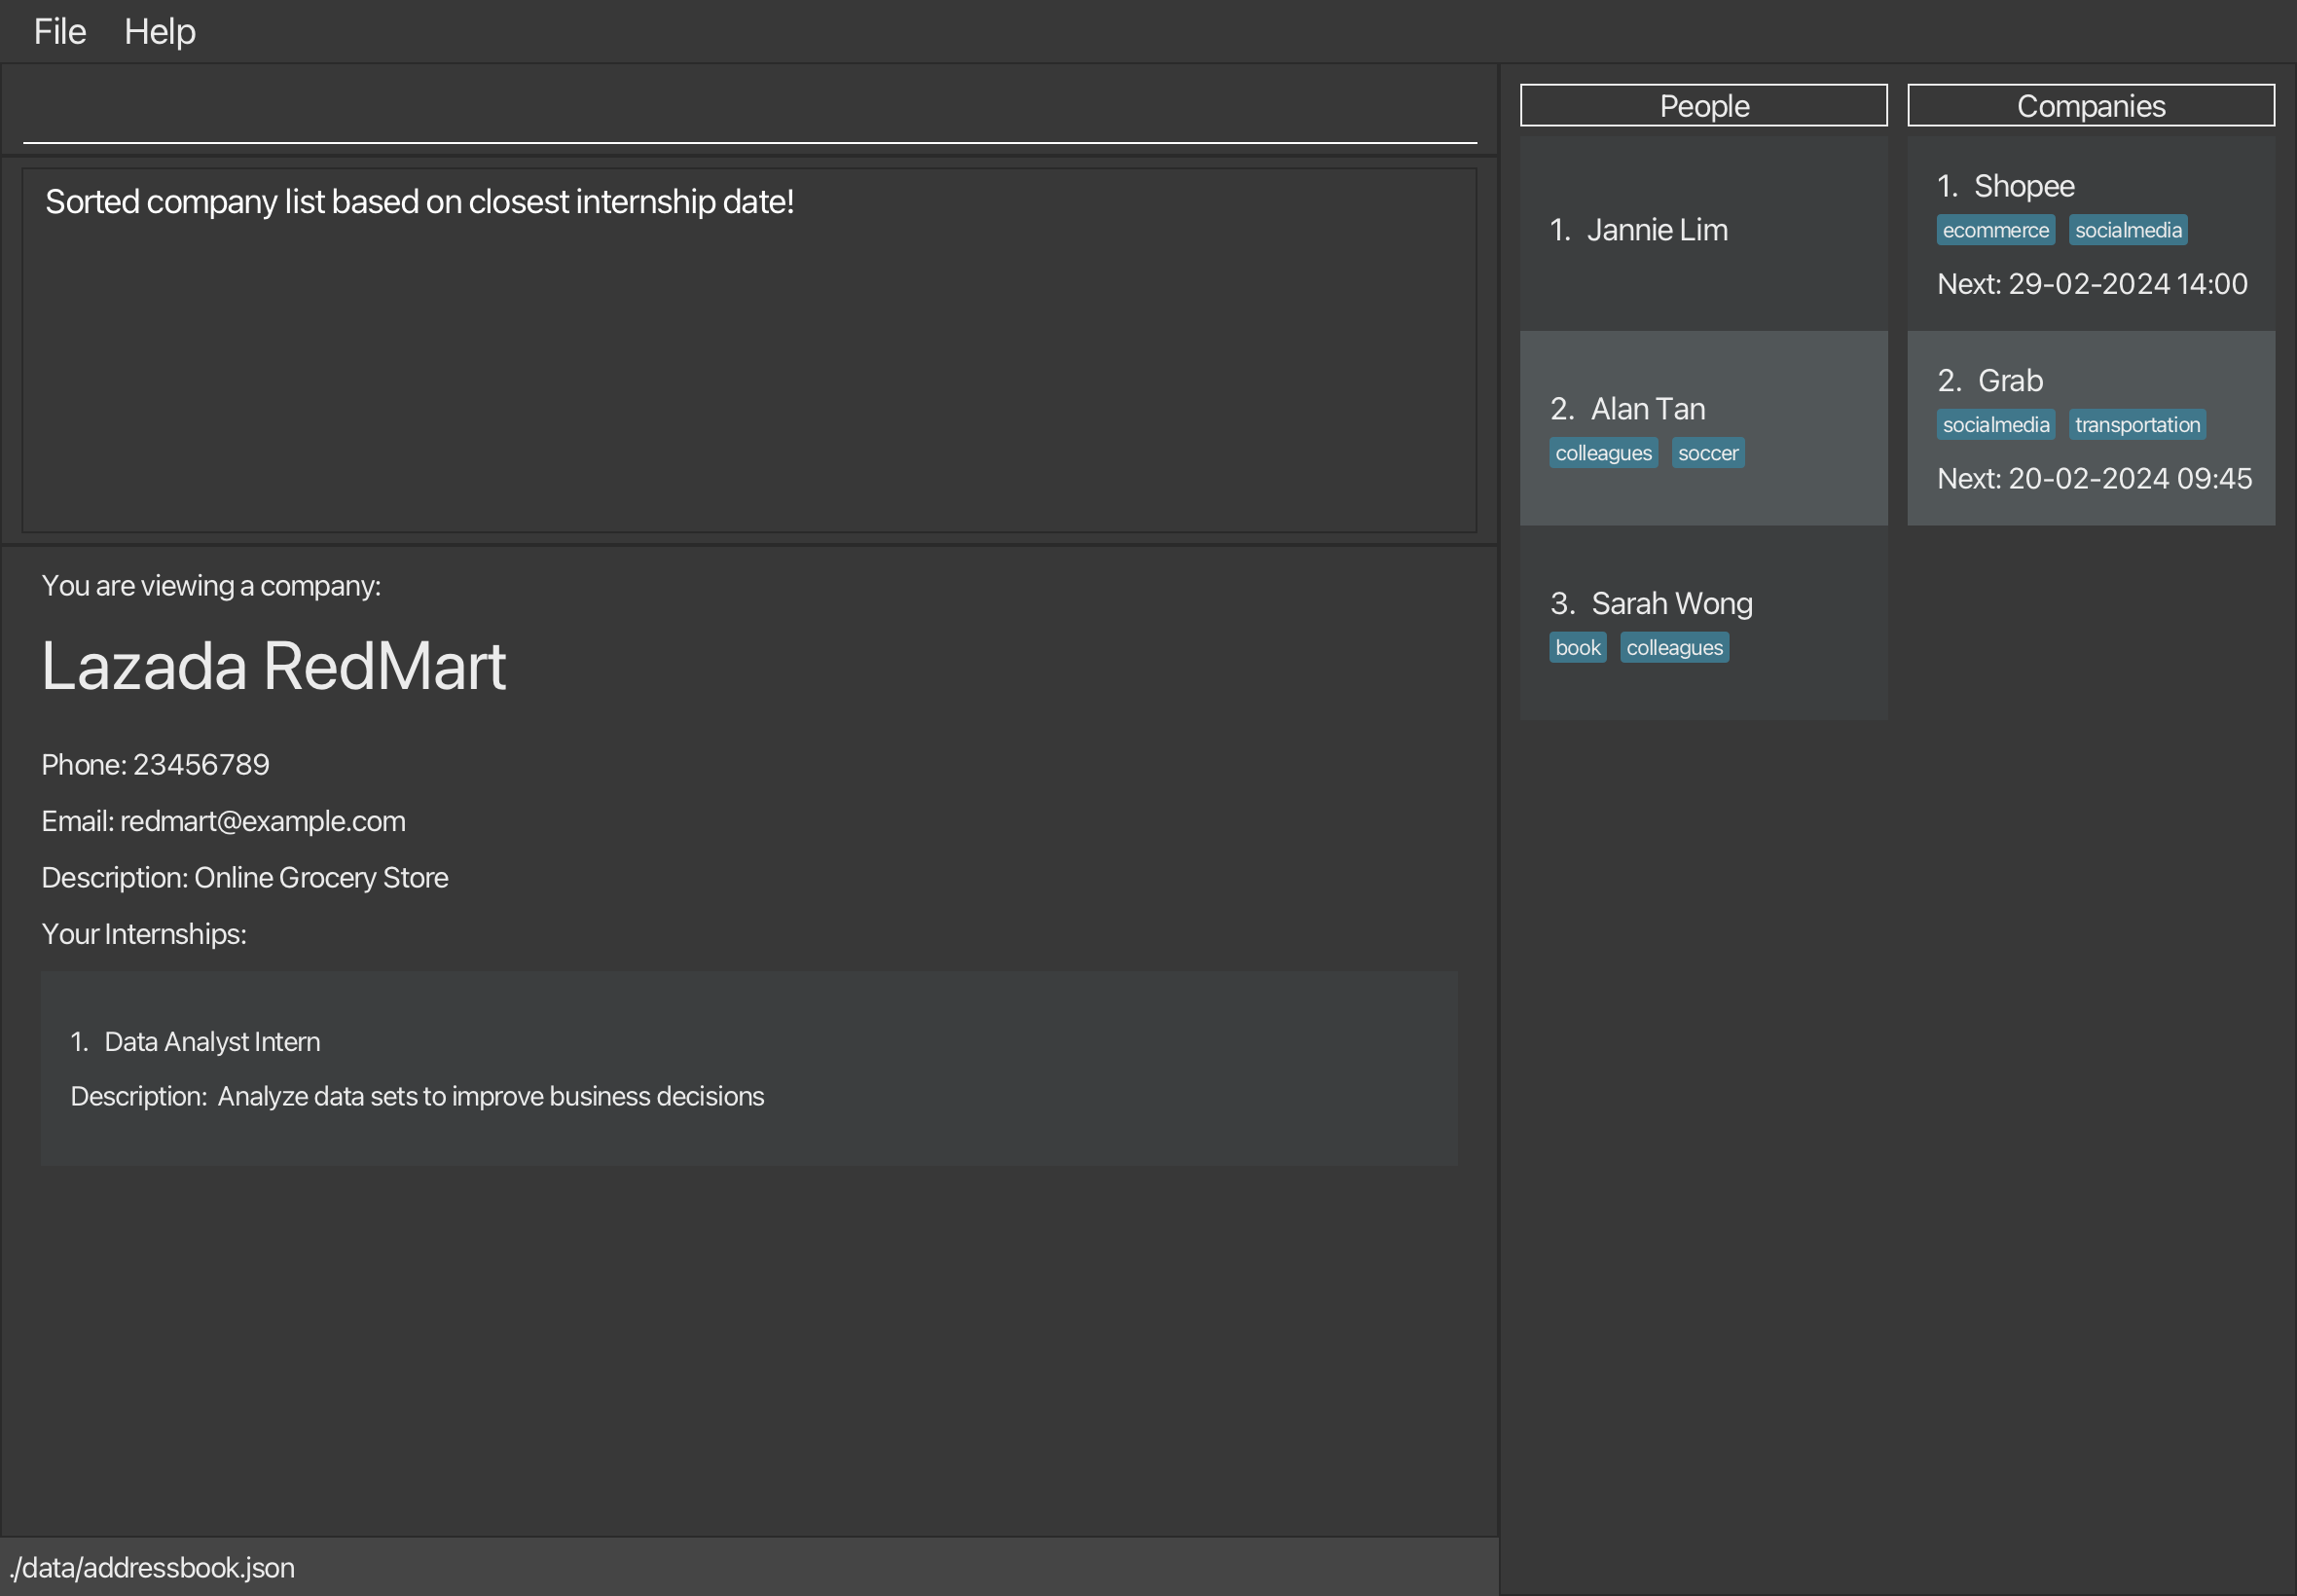 File Help
Sorted company list based on closest internship date!
You are viewing a company:
Lazada RedMart
Phone: 23456789
Email: redmart@example.com
Description: Online Grocery Store
Your Internships:
1. Data Analyst Intern
Description: Analyze data sets to improve business decisions
./data/addressbook.json
People
1. Jannie Lim
2. Alan Tan
colleagues soccer
3. Sarah Wong
book colleagues
Companies
1. Shopee
ecommerce socialmedia
Next: 29-02-2024 14:00
2. Grab
socialmedia transportation
Next: 20-02-2024 09:45